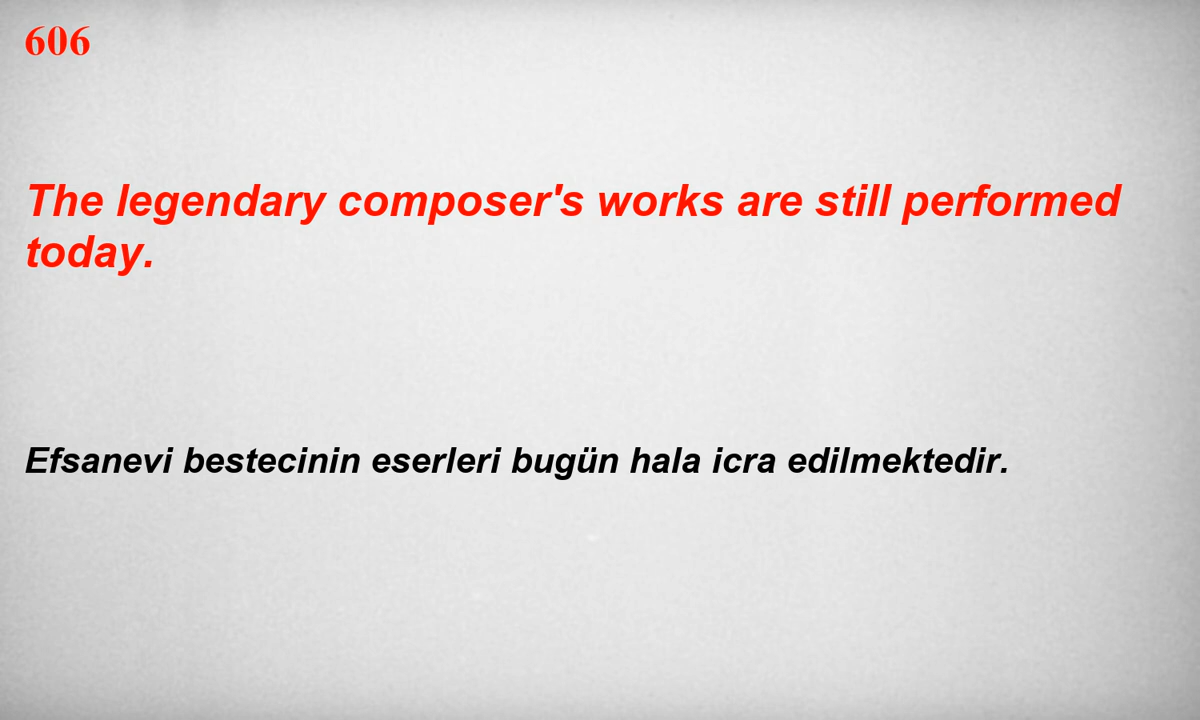 606
The legendary composer's works are still performed
today.
Efsanevi bestecinin eserleri bugün hala icra edilmektedir.